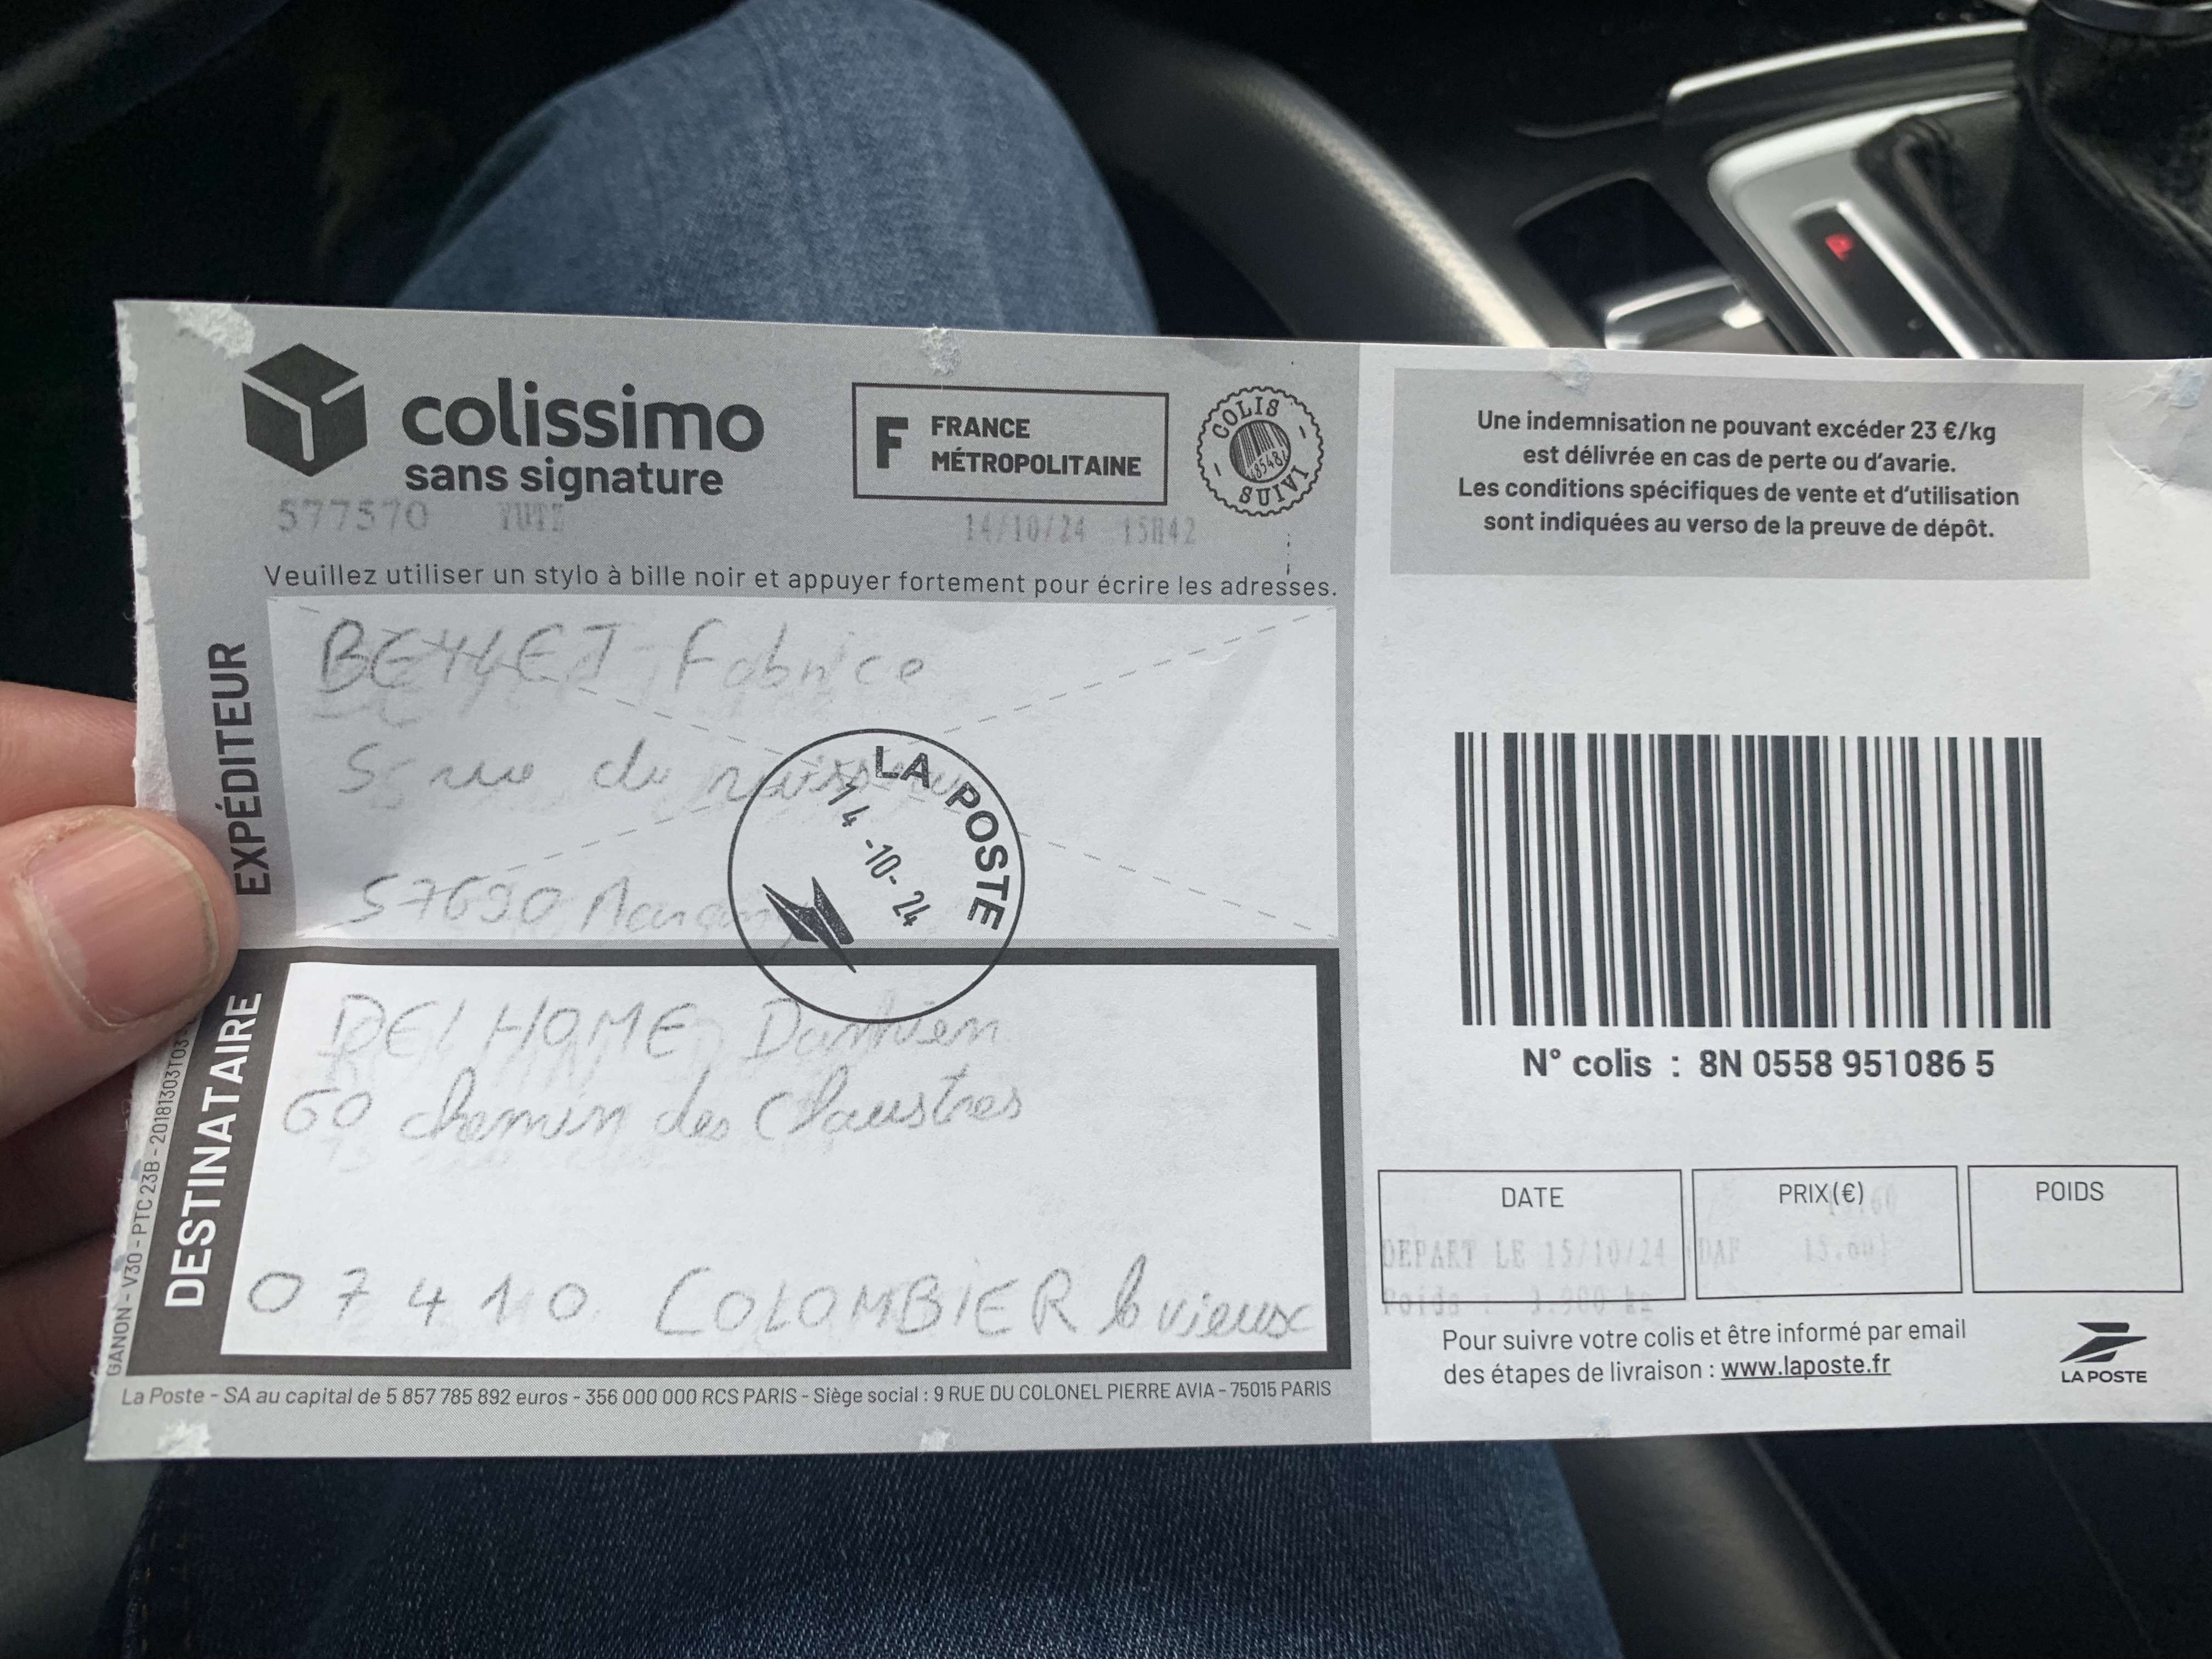 colissimo
sans signature
F FRANCE
MÉTROPOLITAINE
COLIS
SUIVI
577570 YUTZ
14/10/24 15H42
Veuillez utiliser un stylo à bille noir et appuyer fortement pour écrire les adresses.
EXPÉDITEUR
Fabrice
5 rue du
LA POSTE
14-10-24
DESTINATAIRE
DELHOME Damien
60 chemin des Claustres
07410 COLOMBIER le vieux
La Poste - SA au capital de 5 857 785 892 euros - 356 000 000 RCS PARIS - Siège social : 9 RUE DU COLONEL PIERRE AVIA - 75015 PARIS
Une indemnisation ne pouvant excéder 23 €/kg
est délivrée en cas de perte ou d'avarie.
Les conditions spécifiques de vente et d'utilisation
sont indiquées au verso de la preuve de dépôt.
N° colis : 8N 0558 951086 5
DATE
PRIX(€)
POIDS
DEPART LE 15/10/24
Poids :
Pour suivre votre colis et être informé par email
des étapes de livraison : www.laposte.fr
LA POSTE
P